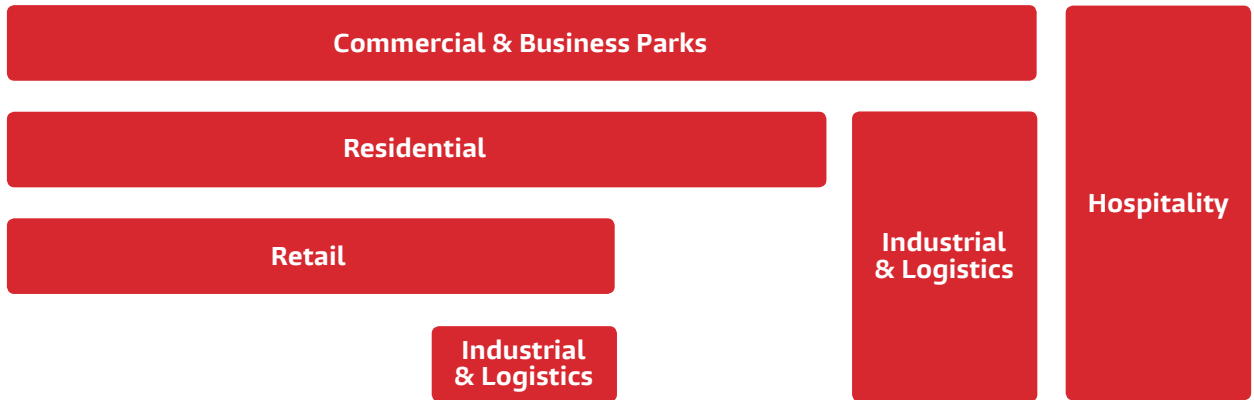 Commercial & Business Parks
Residential
Retail
Industrial
& Logistics
Industrial
& Logistics
Hospitality